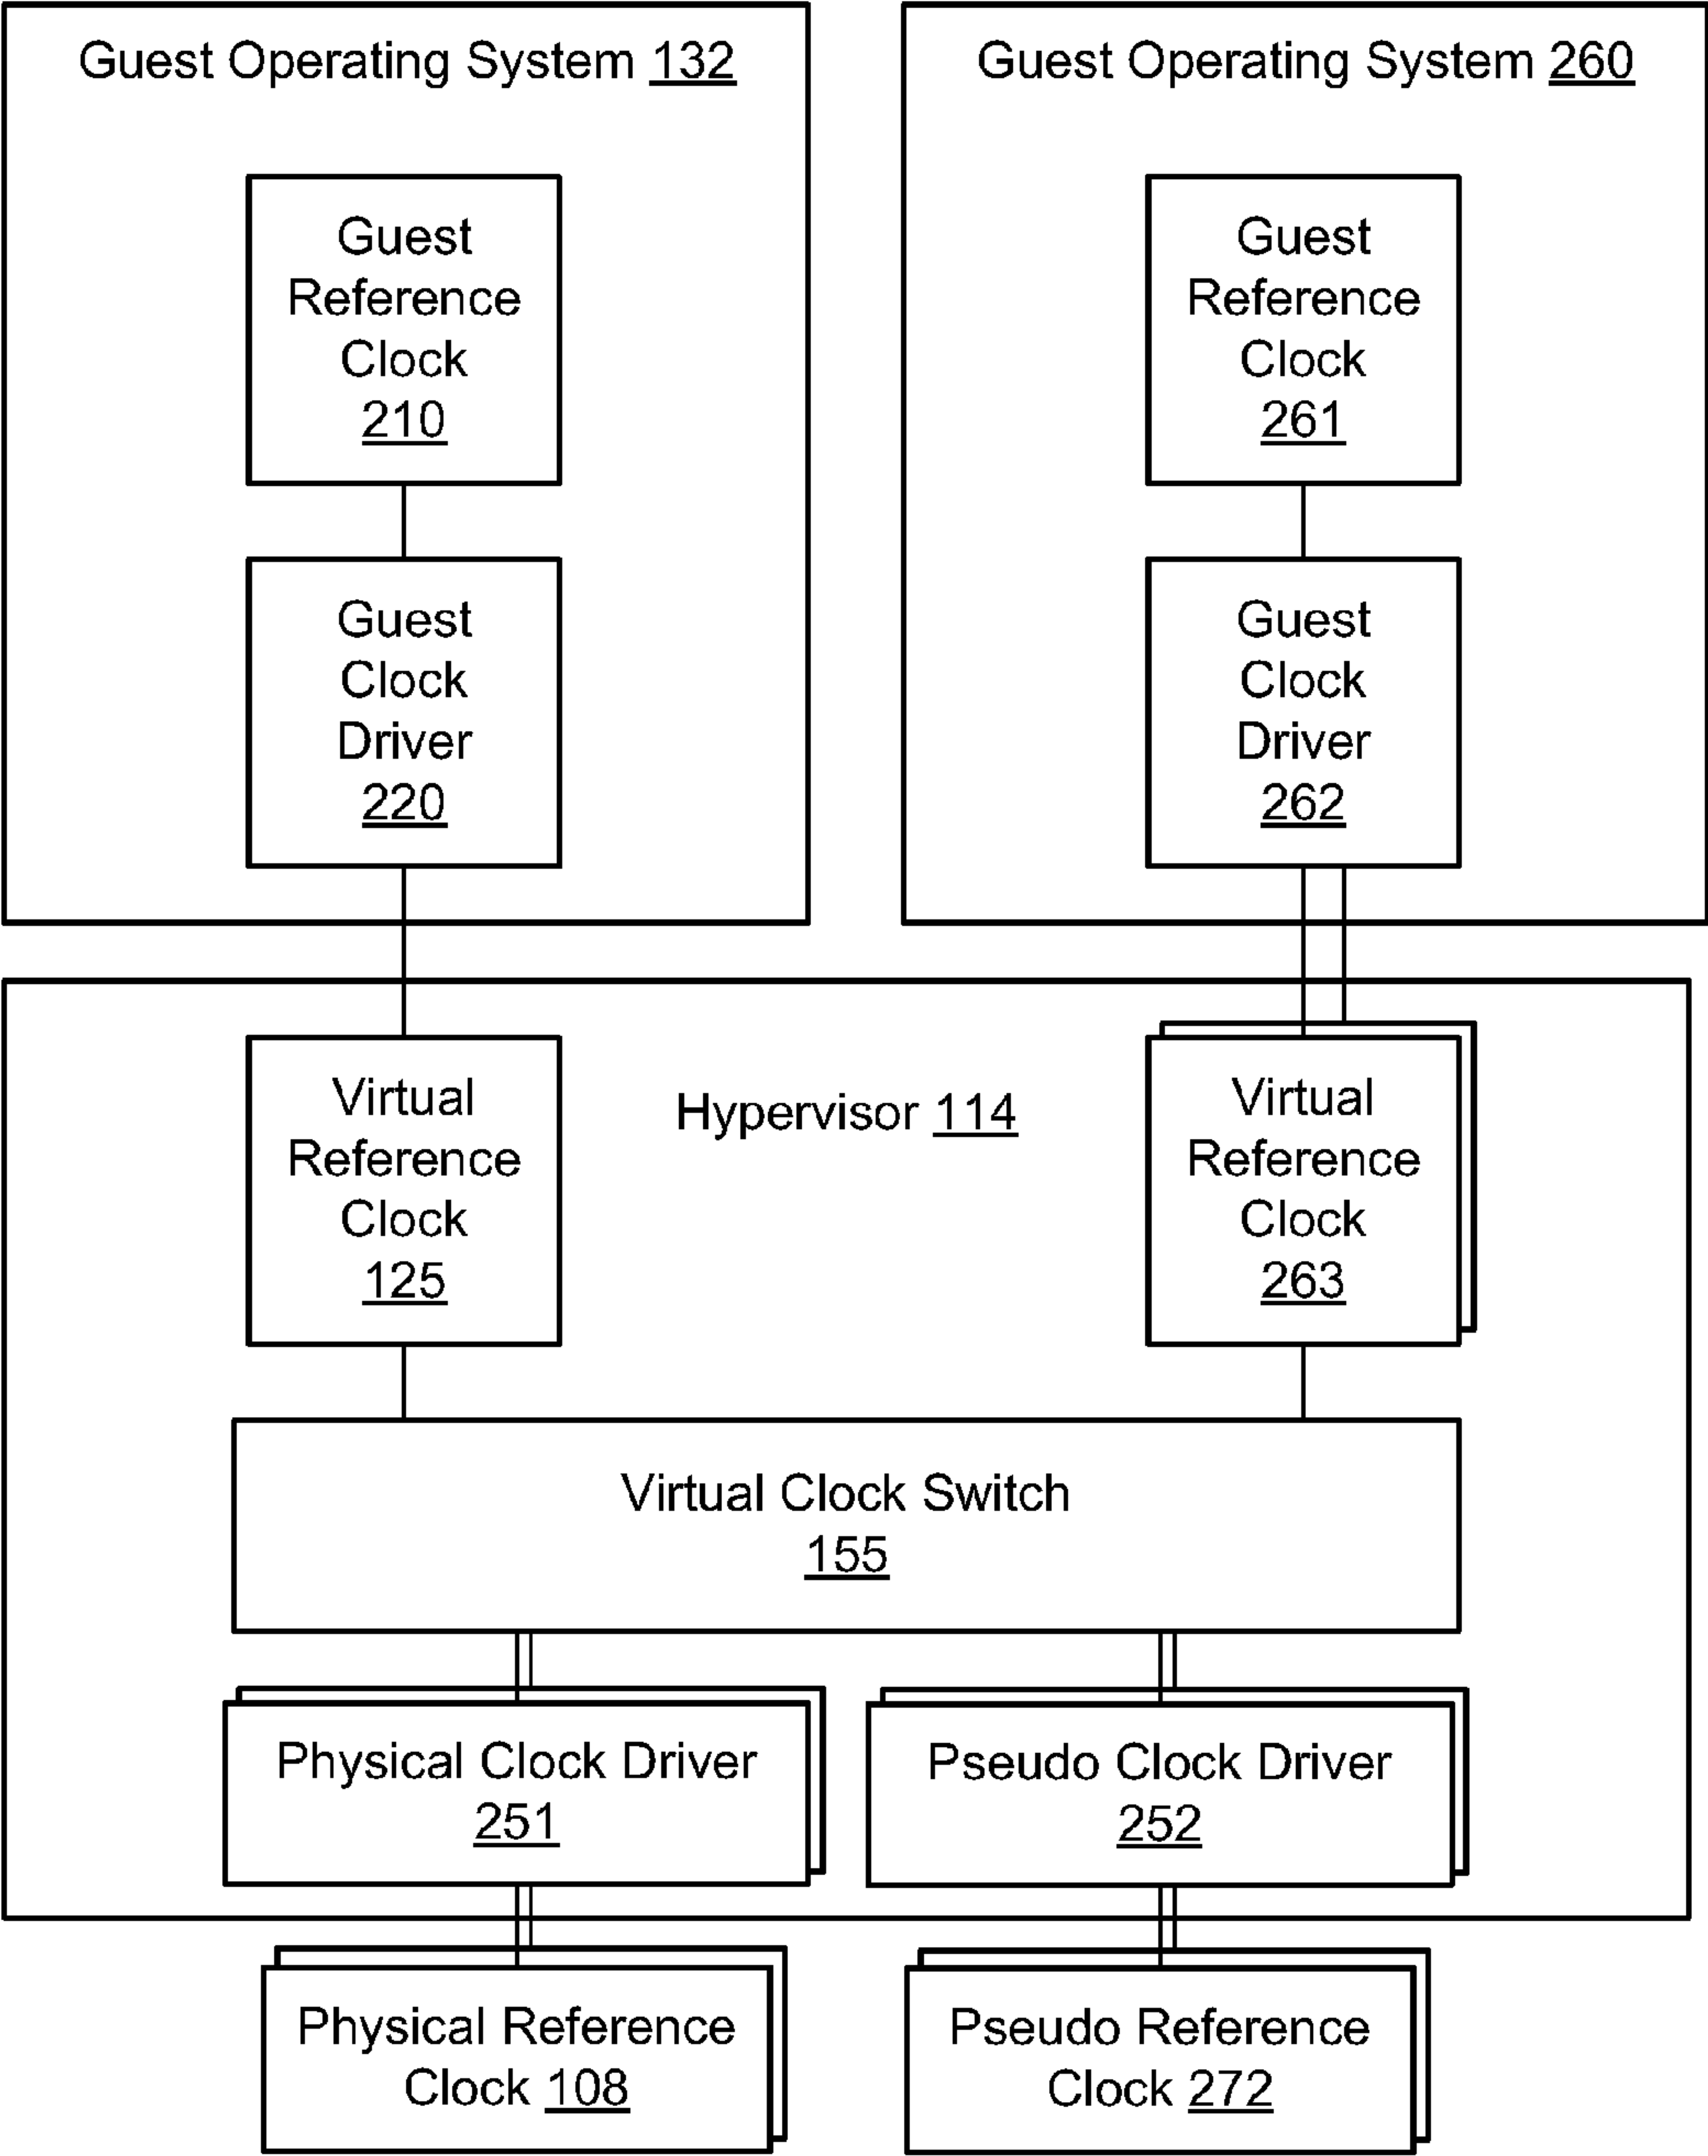 Guest Operating System 132
Guest Operating System 260
Guest
Reference
Clock
210
Guest
Reference
Clock
261
Guest
Clock
Driver
220
Guest
Clock
Driver
262
Virtual
Reference
Clock
125
Hypervisor 114
Virtual
Reference
Clock
263
Virtual Clock Switch
155
Physical Clock Driver
251
Pseudo Clock Driver
252
Physical Reference
Clock 108
Pseudo Reference
Clock 272